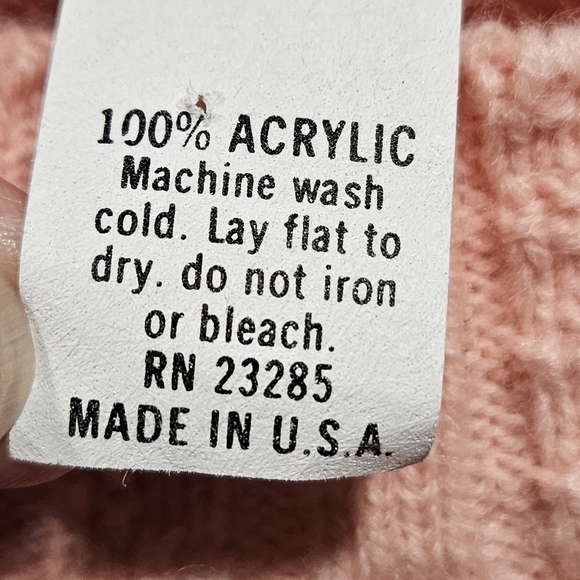 100% ACRYLIC
Machine wash
cold. Lay flat to
dry. do not iron
or bleach.
RN 23285
MADE IN U.S.A.